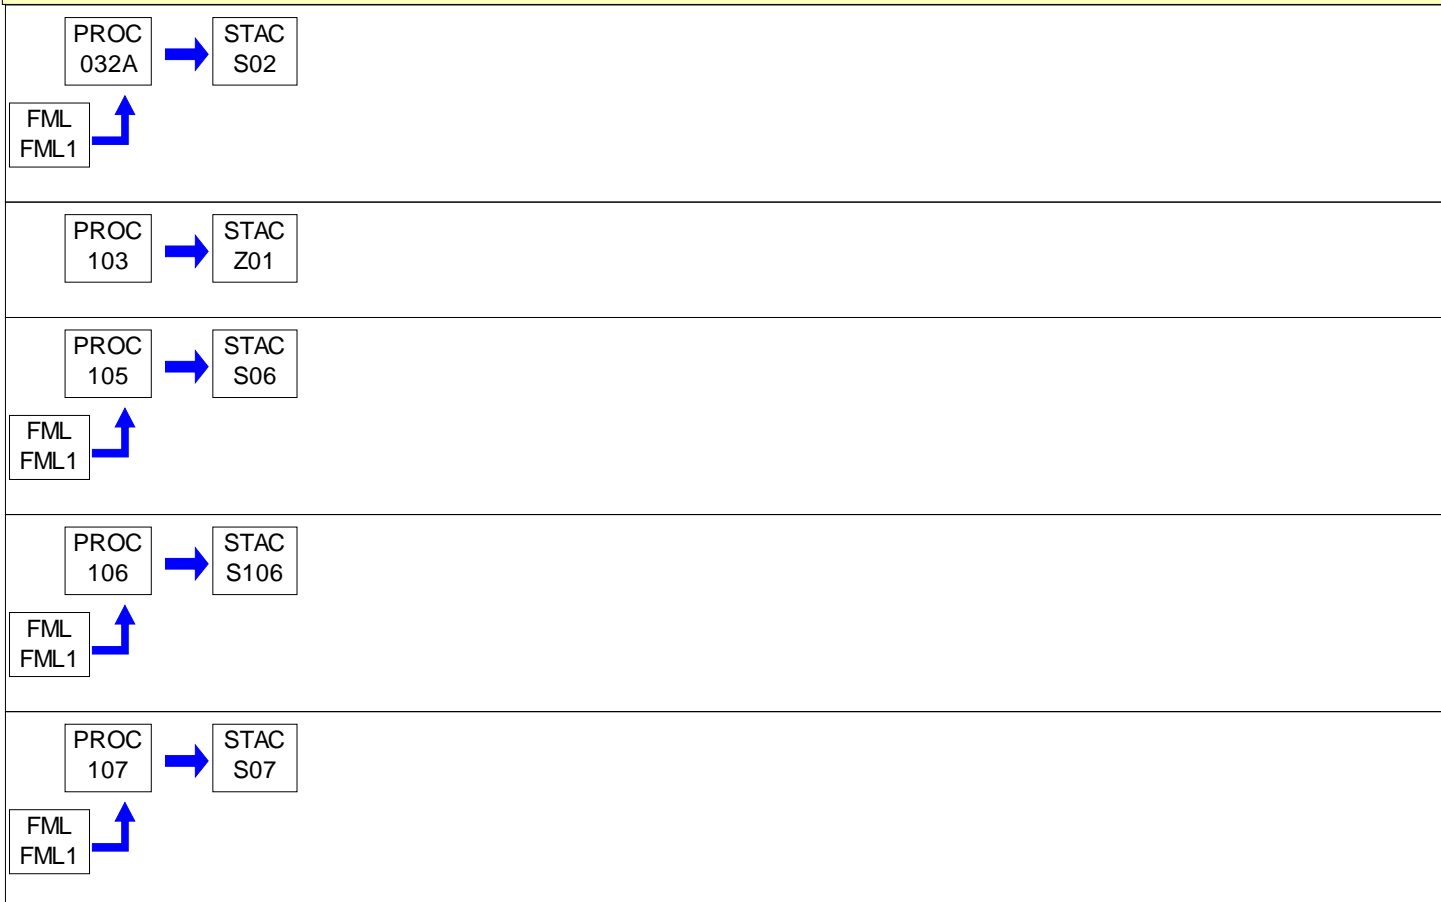 PROC
032A
STAC
S02
FML
FML1
PROC
103
STAC
Z01
PROC
105
STAC
S06
FML
FML1
PROC
106
STAC
S106
FML
FML1
PROC
107
STAC
S07
FML
FML1